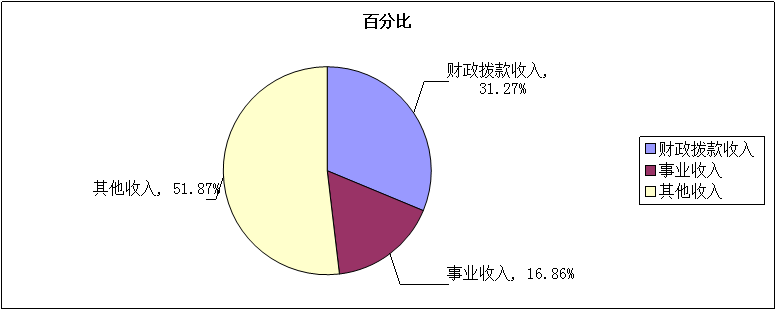 百分比
财政拨款收入,
31.27%
其他收入, 51.87%
事业收入, 16.86%
财政拨款收入
事业收入
其他收入